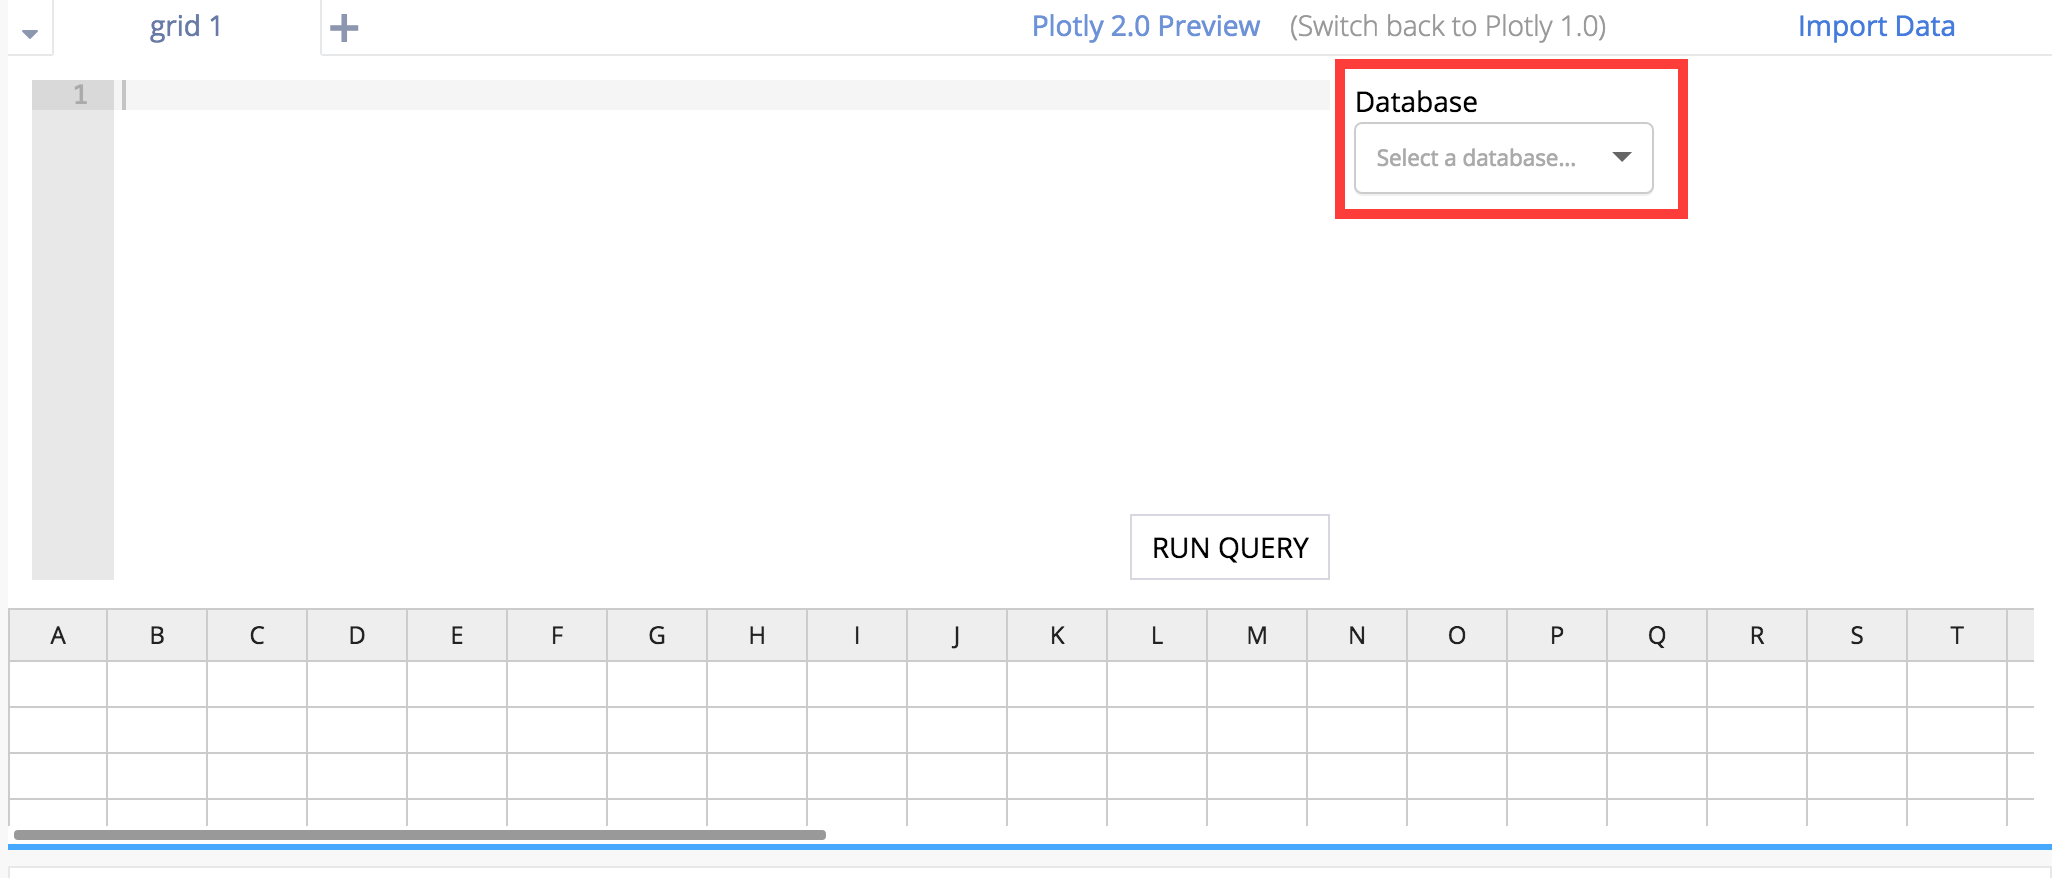 grid 1 + Plotly 2.0 Preview (Switch back to Plotly 1.0) Import Data
1
Database
Select a database...
RUN QUERY
A B C D E F G H I J K L M N O P Q R S T